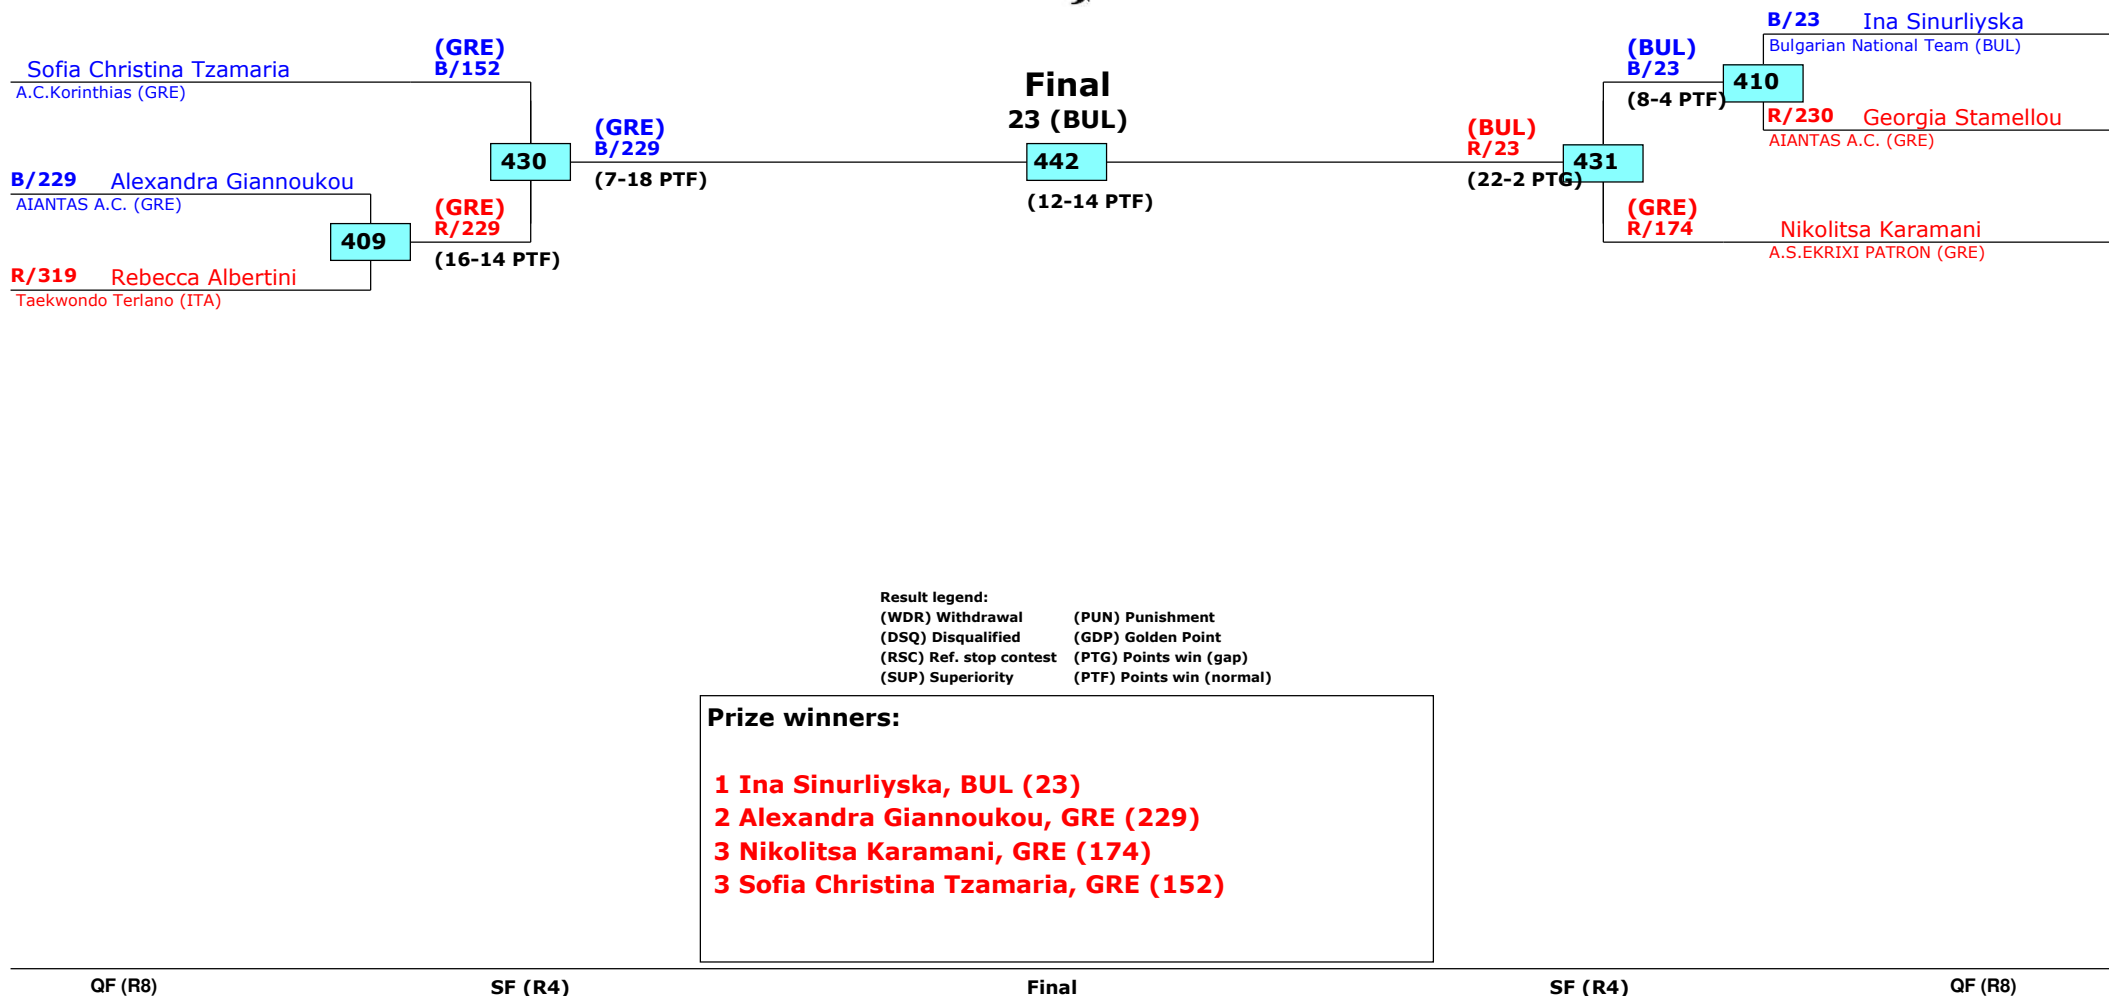 B/23 Ina Sinurliyska
Bulgarian National Team (BUL)
(GRE)
B/152
Sofia Christina Tzamaria
A.C.Korinthias (GRE)
Final
23 (BUL)
(BUL)
B/23
410
(8-4 PTF)
R/230 Georgia Stamellou
AIANTAS A.C. (GRE)
(GRE)
B/229
430
(7-18 PTF)
442
(12-14 PTF)
(BUL)
R/23
431
(22-2 PTG)
B/229 Alexandra Giannoukou
AIANTAS A.C. (GRE)
(GRE)
R/229
409
(16-14 PTF)
(GRE)
R/174
Nikolitsa Karamani
A.S.EKRIXI PATRON (GRE)
R/319 Rebecca Albertini
Taekwondo Terlano (ITA)
Result legend:
(WDR) Withdrawal (PUN) Punishment
(DSQ) Disqualified (GDP) Golden Point
(RSC) Ref. stop contest (PTG) Points win (gap)
(SUP) Superiority (PTF) Points win (normal)
Prize winners:
1 Ina Sinurliyska, BUL (23)
2 Alexandra Giannoukou, GRE (229)
3 Nikolitsa Karamani, GRE (174)
3 Sofia Christina Tzamaria, GRE (152)
QF (R8) SF (R4) Final SF (R4) QF (R8)